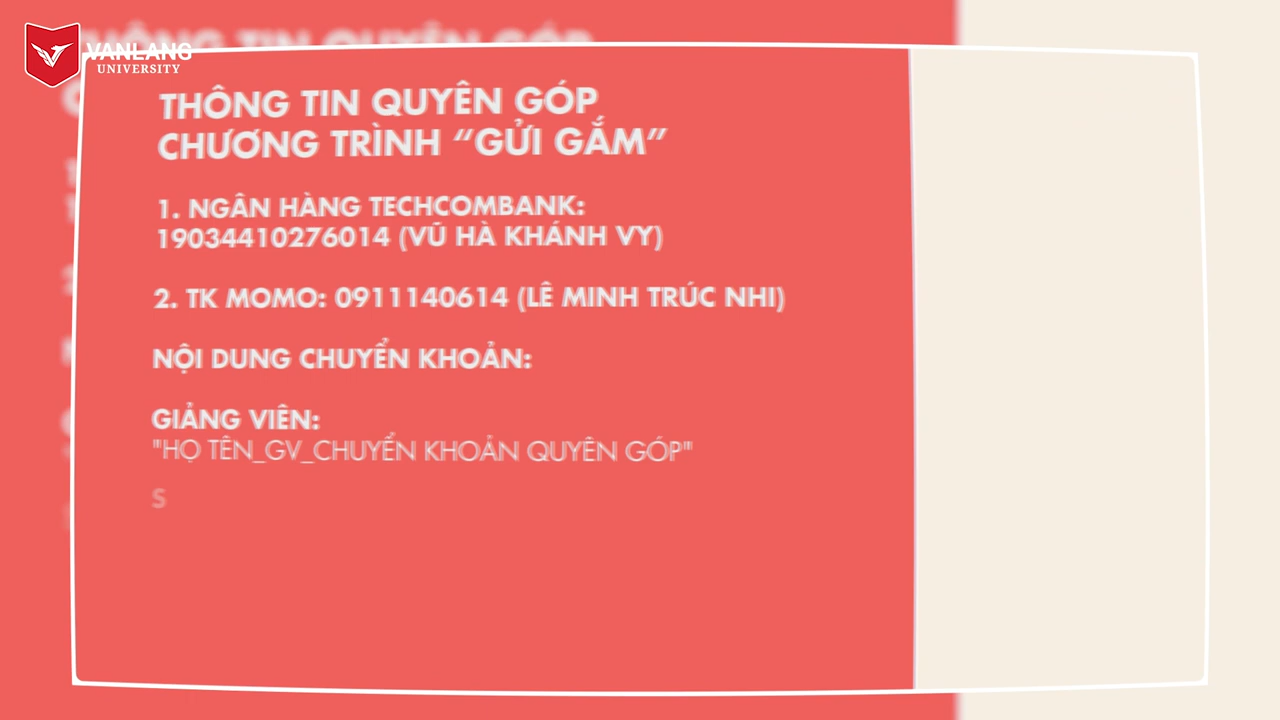 VANLANG
UNIVERSITY
THÔNG TIN QUYÊN GÓP
CHƯƠNG TRÌNH “GỬI GẮM”
1. NGÂN HÀNG TECHCOMBANK:
19034410276014 (VŨ HÀ KHÁNH VY)
2. TK MOMO: 0911140614 (LÊ MINH TRÚC NHI)
NỘI DUNG CHUYỂN KHOẢN:
GIẢNG VIÊN:
"HỌ TÊN_GV_CHUYỂN KHOẢN QUYÊN GÓP"
S